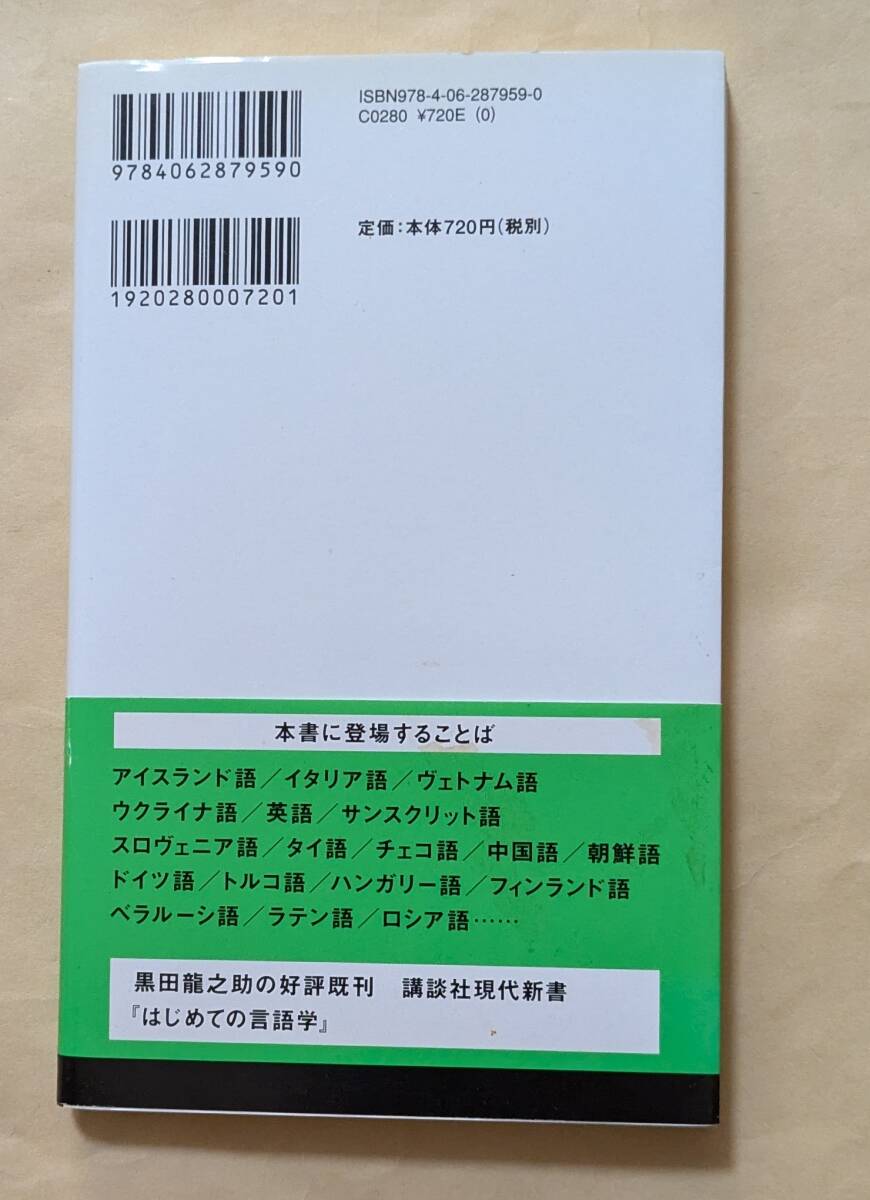 ISBN978-4-06-287959-0
C0280 ¥720E (0)
9784062879590
定価:本体720円(税別)
1920280007201
本書に登場することば
アイスランド語/イタリア語/ヴェトナム語
ウクライナ語/英語/サンスクリット語
スロヴェニア語/タイ語/チェコ語/中国語/朝鮮語
ドイツ語/トルコ語/ハンガリー語/フィンランド語
ベラルーシ語/ラテン語/ロシア語……
黒田龍之助の好評既刊 講談社現代新書
『はじめての言語学』